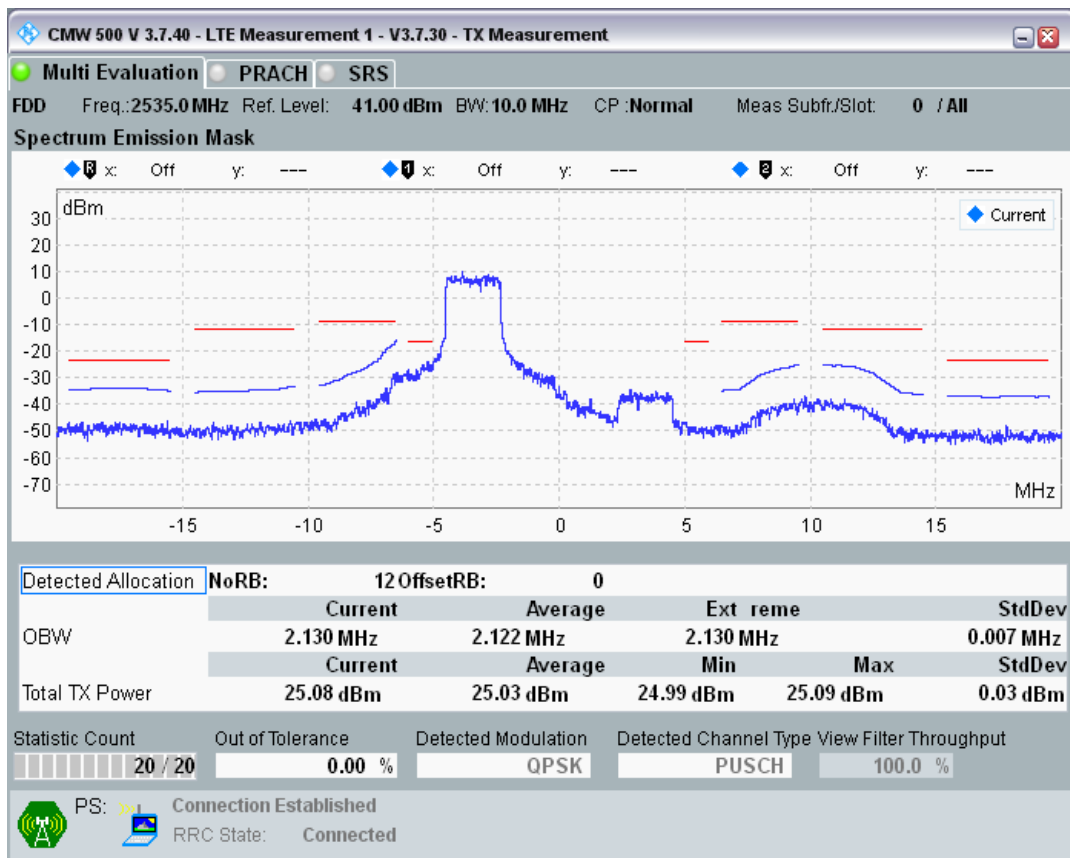 CMW 500 V 3.7.40 - LTE Measurement 1 - V3.7.30 - TX Measurement
Multi Evaluation PRACH SRS
FDD Freq.:2535.0 MHz Ref. Level: 41.00 dBm BW: 10.0 MHz CP :Normal Meas Subfr./Slot: 0 / All
Spectrum Emission Mask
R x: Off y: --- 1 x: Off y: --- 2 x: Off y: ---
dBm
Current
30
20
10
0
-10
-20
-30
-40
-50
-60
-70
MHz
-15 -10 -5 0 5 10 15
Detected Allocation NoRB: 12 OffsetRB: 0
Current Average Ext reme StdDev
OBW 2.130 MHz 2.122 MHz 2.130 MHz 0.007 MHz
Current Average Min Max StdDev
Total TX Power 25.08 dBm 25.03 dBm 24.99 dBm 25.09 dBm 0.03 dBm
Statistic Count Out of Tolerance Detected Modulation Detected Channel Type View Filter Throughput
20 / 20 0.00 % QPSK PUSCH 100.0 %
PS: Connection Established
RRC State: Connected